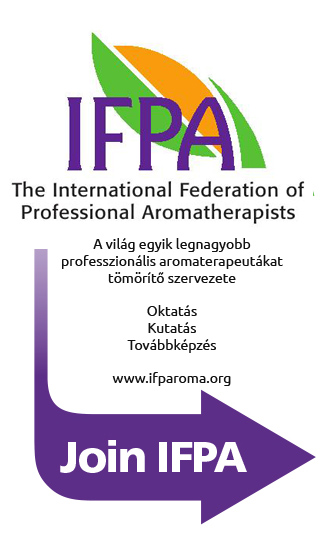 IFPA
The International Federation of
Professional Aromatherapists
A világ egyik legnagyobb
professzionális aromaterapeutákat
tömörítő szervezete
Oktatás
Kutatás
Továbbképzés
www.ifparoma.org
Join IFPA